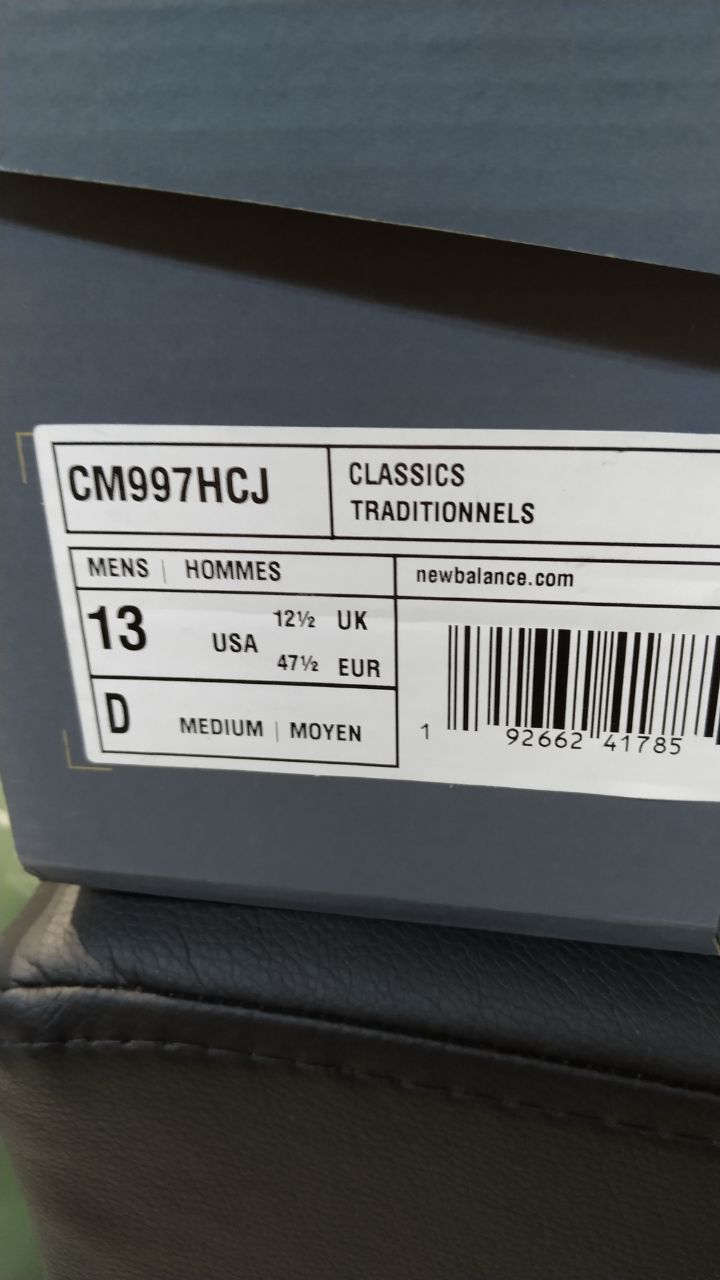 CM997HCJ
CLASSICS
TRADITIONNELS
MENS | HOMMES
newbalance.com
13 USA 12½ UK
47½ EUR
D MEDIUM | MOYEN
1 92662 41785